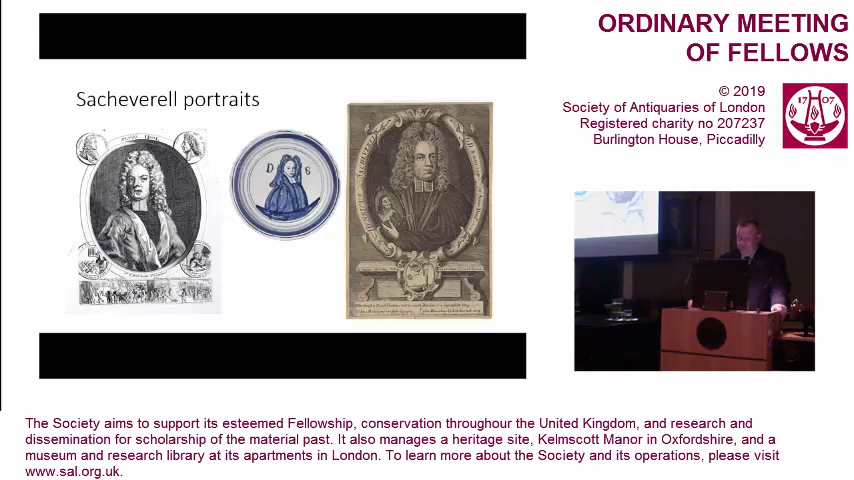 ORDINARY MEETING
OF FELLOWS
© 2019
Society of Antiquaries of London
Registered charity no 207237
Burlington House, Piccadilly
17 07
Sacheverell portraits
D S
The Society aims to support its esteemed Fellowship, conservation throughour the United Kingdom, and research and
dissemination for scholarship of the material past. It also manages a heritage site, Kelmscott Manor in Oxfordshire, and a
museum and research library at its apartments in London. To learn more about the Society and its operations, please visit
www.sal.org.uk.